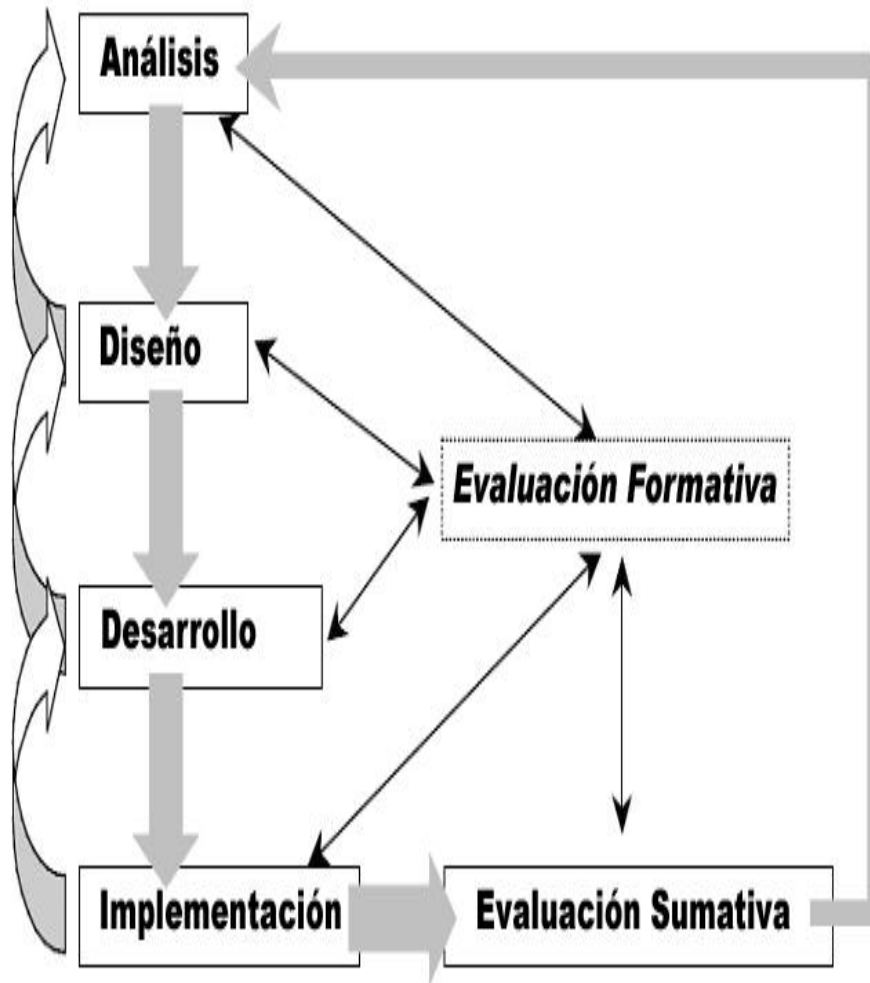 Análisis
Diseño
Evaluación Formativa
Desarrollo
Implementación
Evaluación Sumativa